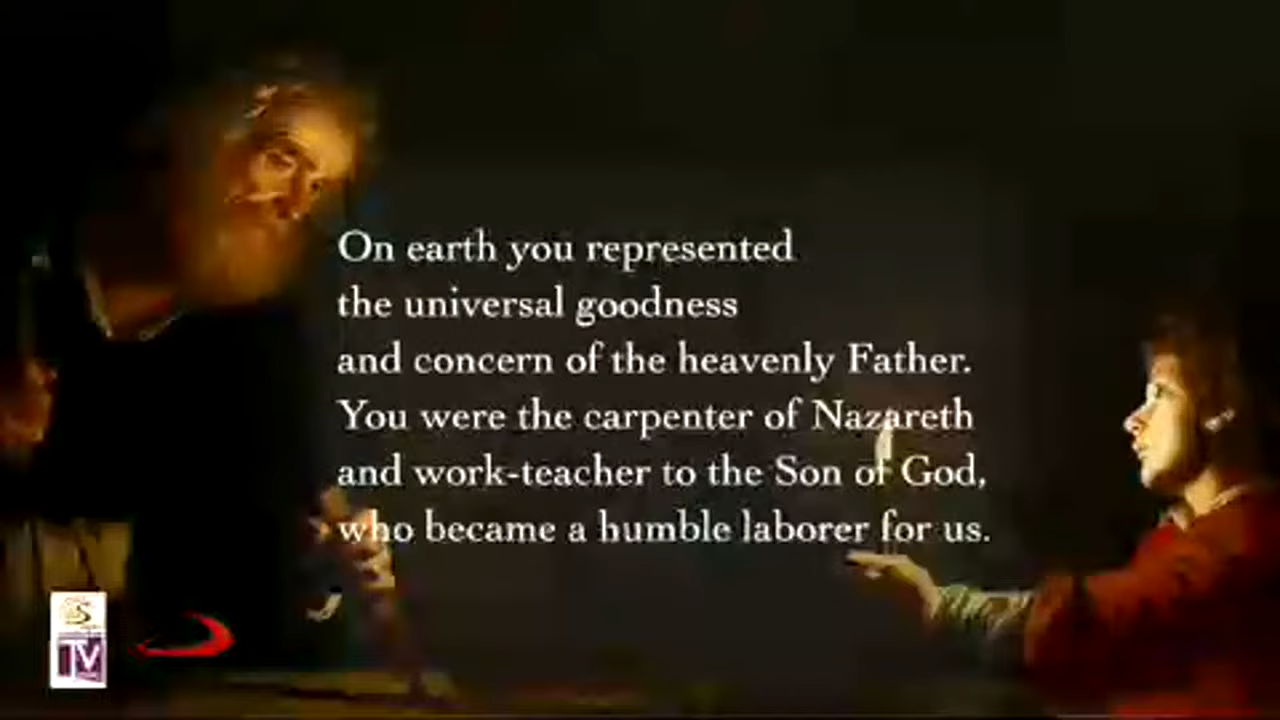 On earth you represented
the universal goodness
and concern of the heavenly Father.
You were the carpenter of Nazareth
and work-teacher to the Son of God,
who became a humble laborer for us.
TV